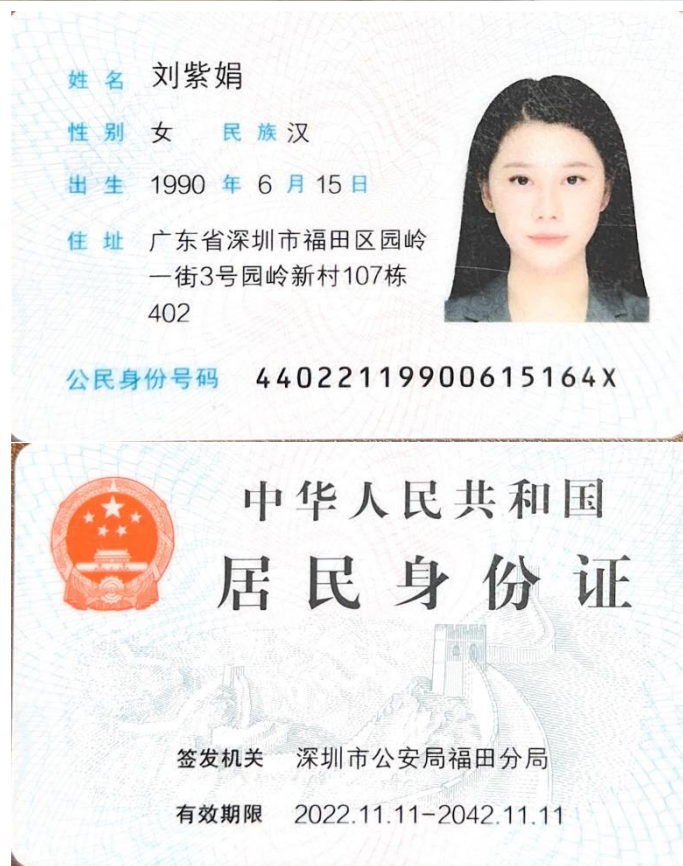 姓名 刘紫娟
性别 女 民族 汉
出生 1990 年 6 月 15 日
住址 广东省深圳市福田区园岭
一街3号园岭新村107栋
402
公民身份号码 44022119900615164X
中华人民共和国
居民身份证
签发机关 深圳市公安局福田分局
有效期限 2022.11.11-2042.11.11